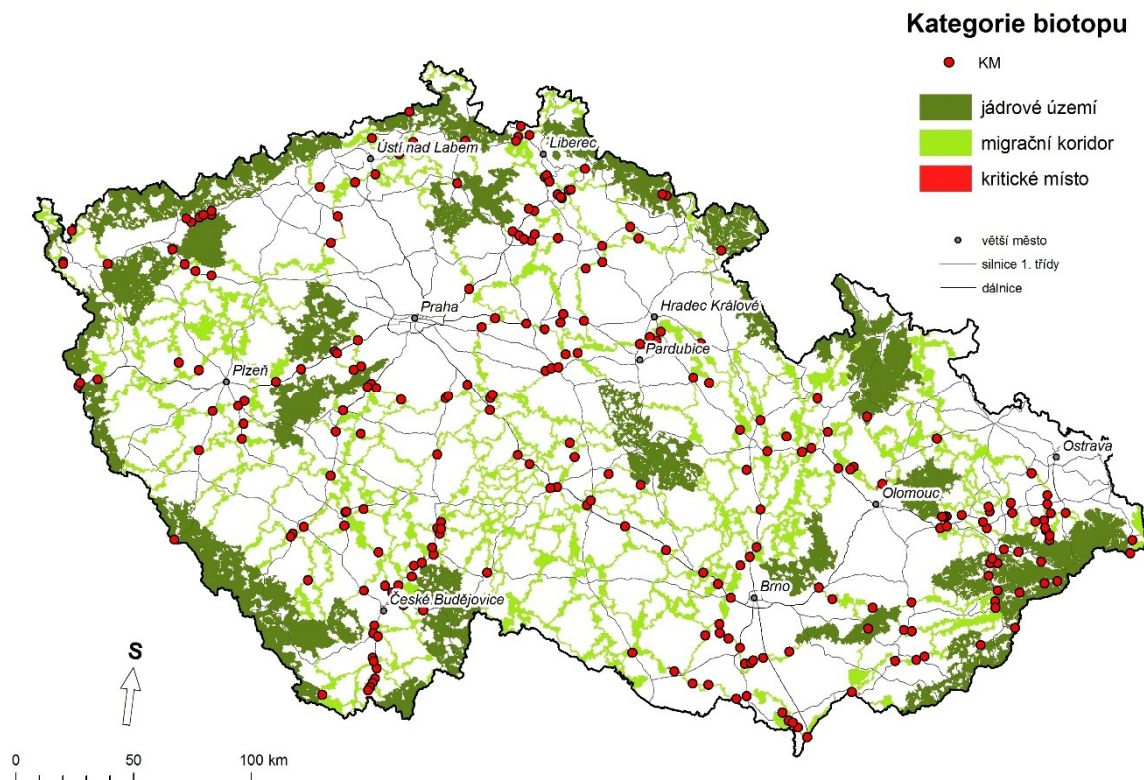 Kategorie biotopu
KM
jádrové území
migrační koridor
kritické místo
větší město
silnice 1. třídy
dálnice
Ústí nad Labem
Liberec
Praha
Hradec Králové
Pardubice
Plzeň
Ostrava
Olomouc
Brno
České Budějovice
S
0 50 100 km